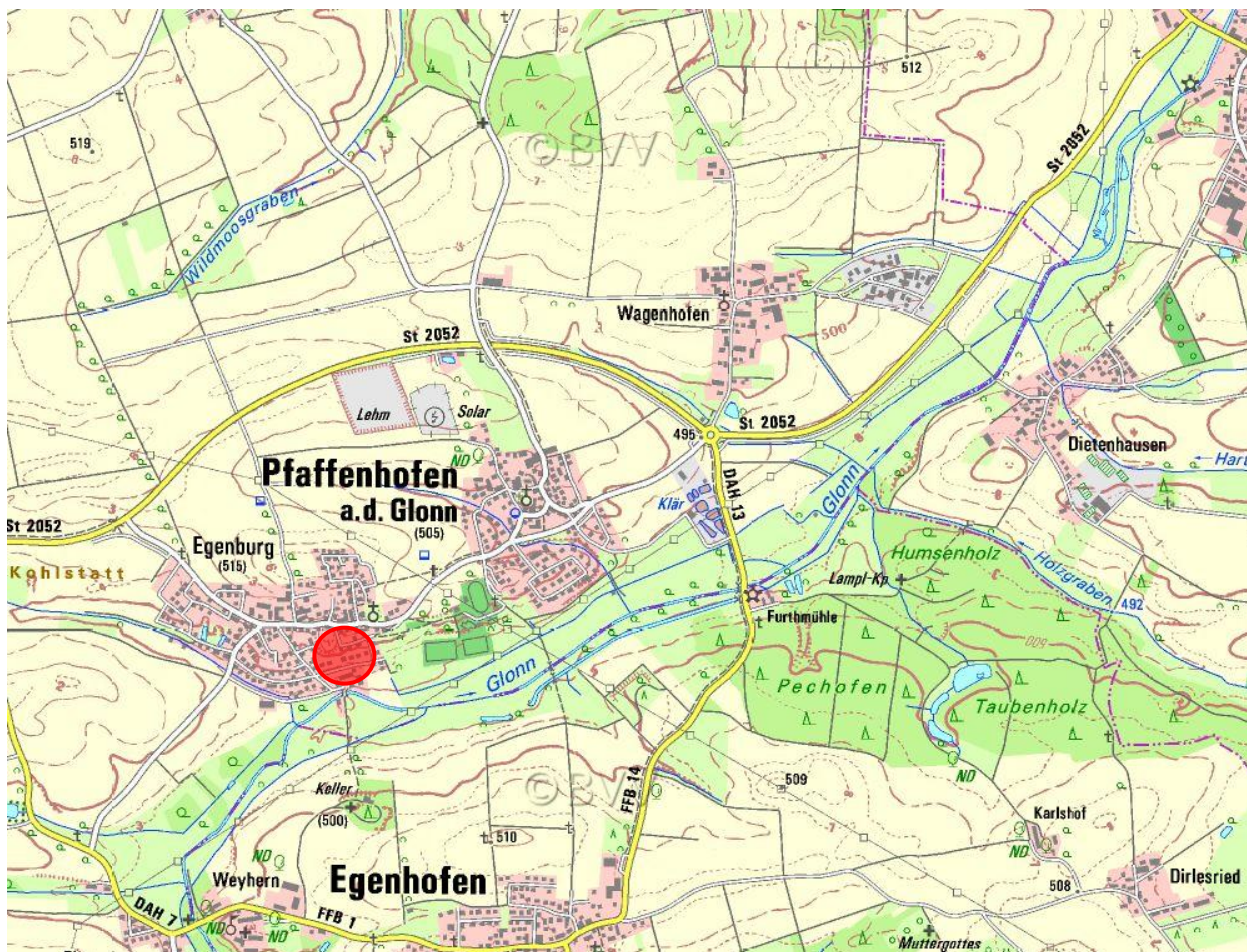 512
St 2052
519
©BVV
Wildmoosgraben
Wagenhofen
500
St 2052
Lehm
Solar
495
St 2052
Dietenhausen
ND
Pfaffenhofen
a.d. Glonn
(505)
DAH 13
Glonn
Hart
Klär
St 2052
Egenburg
(515)
Kohlstatt
Humsenholz
Lampl-Kp
Holzgraben
492
Furthmühle
500
Glonn
Pechofen
Taubenholz
ND
Keller
(500)
©BVV
509
FFB 14
510
Karlshof
ND
ND
Weyhern
Egenhofen
508
Dirlesried
DAH 7
ND
ND
FFB 1
Muttergottes